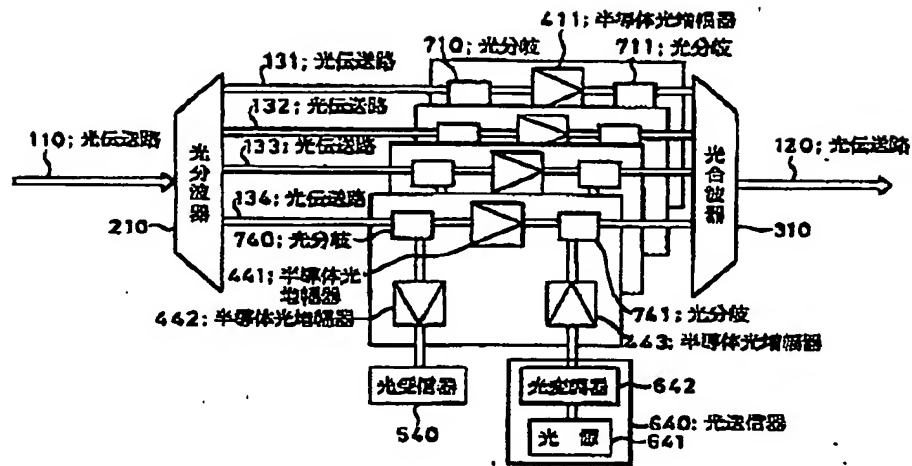 411;半導体光増幅器
710;光分岐
711;光分岐
131;光伝送路
132;光伝送路
133;光伝送路
110;光伝送路
120;光伝送路
光分波器
光合波器
134;光伝送路
210
310
740;光分岐
441;半導体光
増幅器
741;光分岐
442;半導体光増幅器
443;半導体光増幅器
光受信器
光変調器
642
540
640;光送信器
光源
641